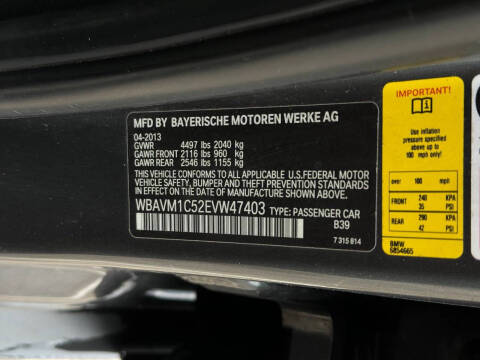 MFD BY BAYERISCHE MOTOREN WERKE AG
04-2013
GVWR 4497 lbs 2040 kg
GAWR FRONT 2116 lbs 960 kg
GAWR REAR 2546 lbs 1155 kg
THIS VEHICLE CONFORMS TO ALL APPLICABLE U.S.FEDERAL MOTOR
VEHICLE SAFETY, BUMPER AND THEFT PREVENTION STANDARDS
IN EFFECT ON THE DATE OF MANUFACTURE SHOWN ABOVE.
WBAVM1C52EVW47403 TYPE: PASSENGER CAR
B39
7 315 814
IMPORTANT!
Use inflation
pressure specified
below if over 100
mph only!
over 100 mph
FRONT 240 KPA
35 PSI
REAR 290 KPA
42 PSI
BMW
6854665